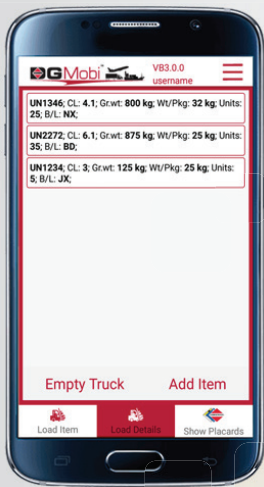 DGMobi
VB3.0.0
username
UN1346; CL: 4.1; Gr.wt: 800 kg; Wt/Pkg: 32 kg; Units:
25; B/L: NX;
UN2272; CL: 6.1; Gr.wt: 875 kg; Wt/Pkg: 25 kg; Units:
35; B/L: BD;
UN1234; CL: 3; Gr.wt: 125 kg; Wt/Pkg: 25 kg; Units:
5; B/L: JX;
Empty Truck Add Item
Load Item Load Details Show Placards